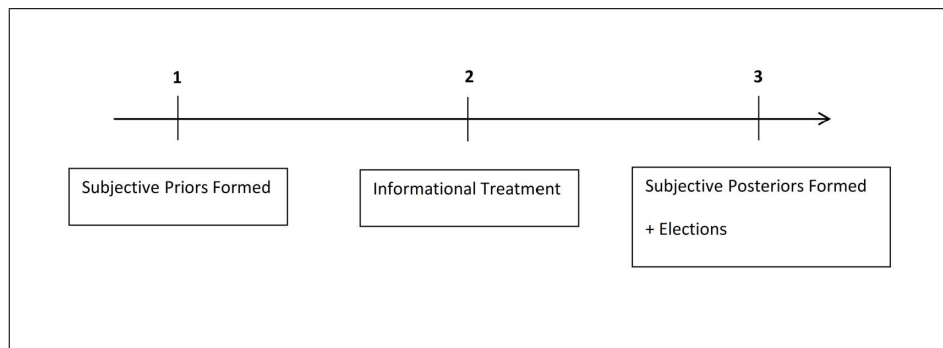 1
2
3
Subjective Priors Formed
Informational Treatment
Subjective Posteriors Formed
+ Elections